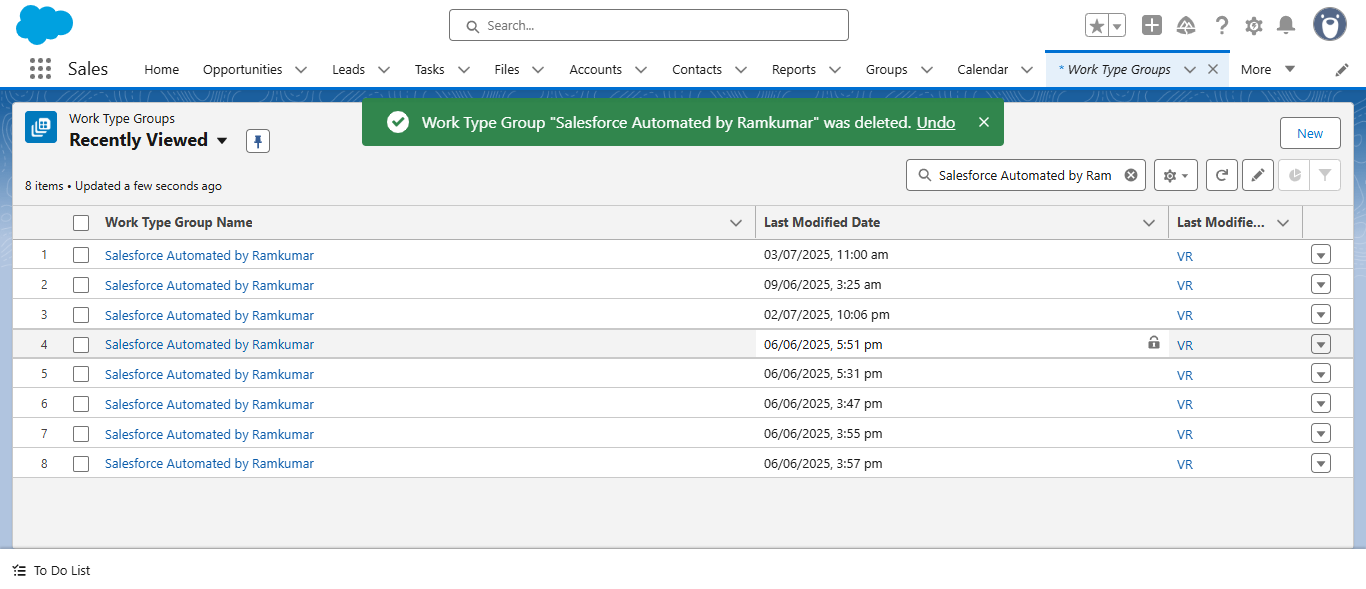 Search...
Sales
Home
Opportunities
Leads
Tasks
Files
Accounts
Contacts
Reports
Groups
Calendar
* Work Type Groups
More
Work Type Groups
Recently Viewed
Work Type Group "Salesforce Automated by Ramkumar" was deleted. Undo
New
8 items • Updated a few seconds ago
Salesforce Automated by Ram
Work Type Group Name Last Modified Date Last Modifie...
1 Salesforce Automated by Ramkumar 03/07/2025, 11:00 am VR
2 Salesforce Automated by Ramkumar 09/06/2025, 3:25 am VR
3 Salesforce Automated by Ramkumar 02/07/2025, 10:06 pm VR
4 Salesforce Automated by Ramkumar 06/06/2025, 5:51 pm VR
5 Salesforce Automated by Ramkumar 06/06/2025, 5:31 pm VR
6 Salesforce Automated by Ramkumar 06/06/2025, 3:47 pm VR
7 Salesforce Automated by Ramkumar 06/06/2025, 3:55 pm VR
8 Salesforce Automated by Ramkumar 06/06/2025, 3:57 pm VR
To Do List